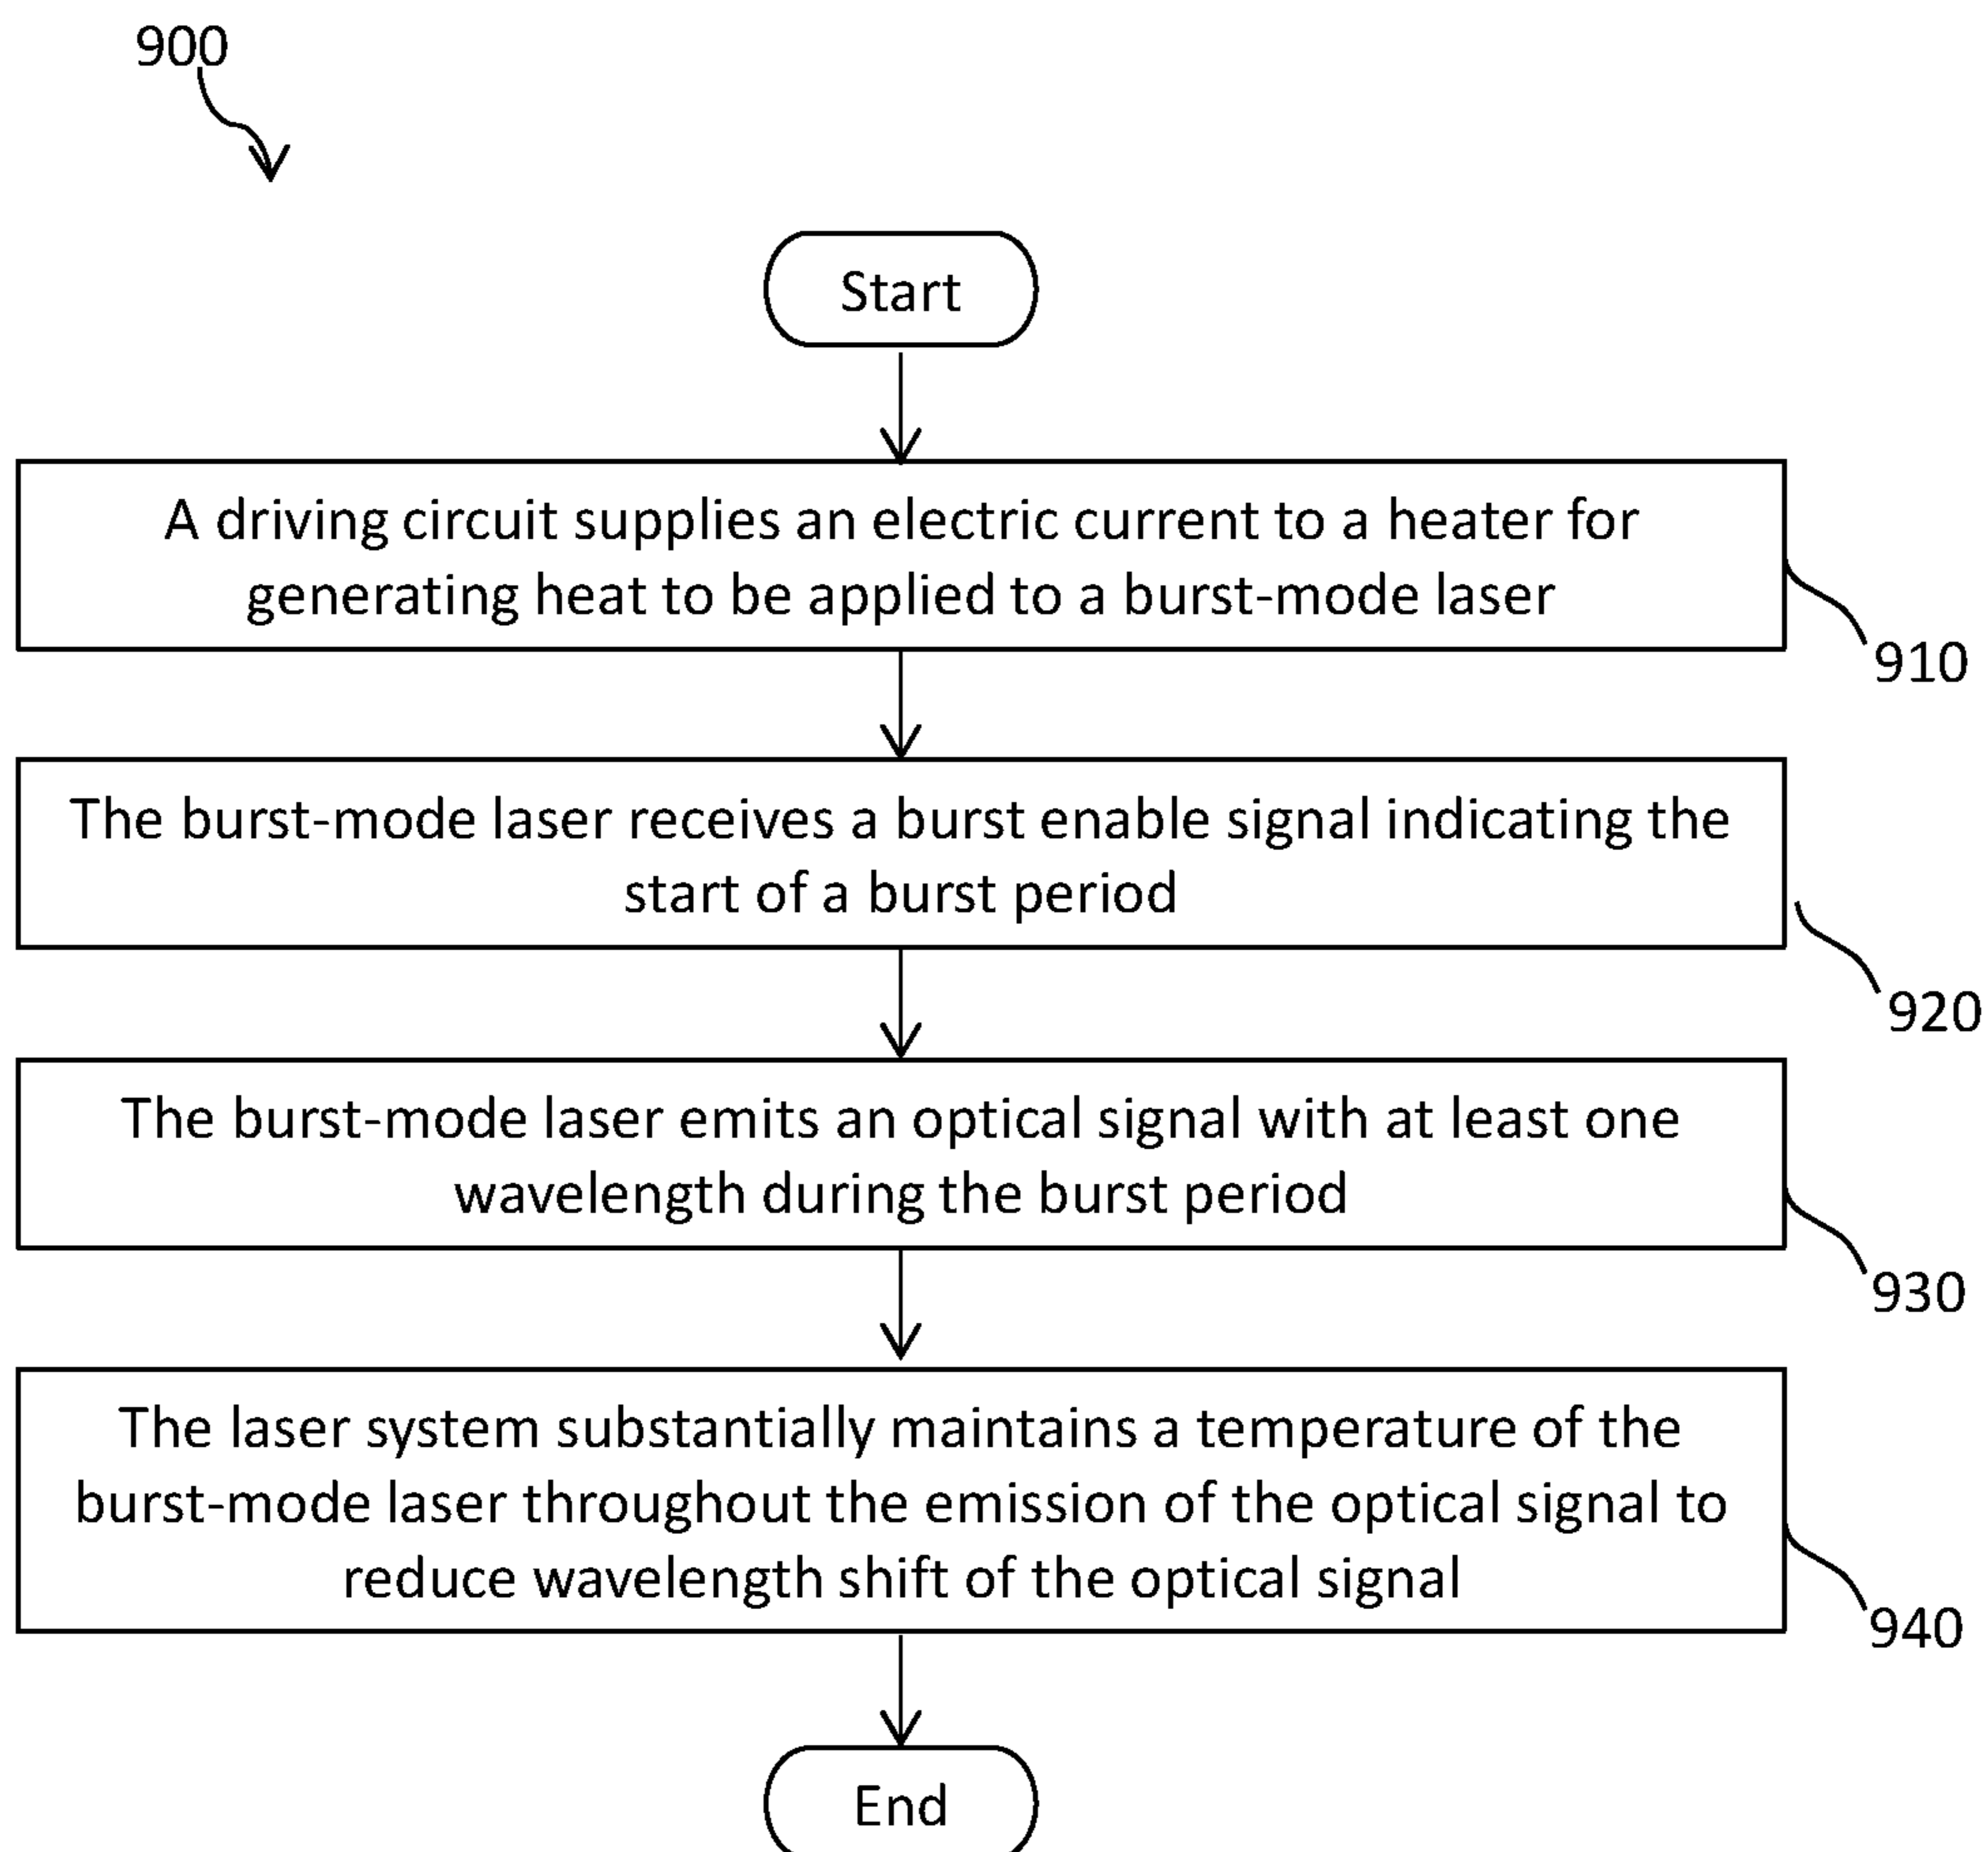 900
Start
A driving circuit supplies an electric current to a heater for
generating heat to be applied to a burst-mode laser
910
The burst-mode laser receives a burst enable signal indicating the
start of a burst period
920
The burst-mode laser emits an optical signal with at least one
wavelength during the burst period
930
The laser system substantially maintains a temperature of the
burst-mode laser throughout the emission of the optical signal to
reduce wavelength shift of the optical signal
940
End